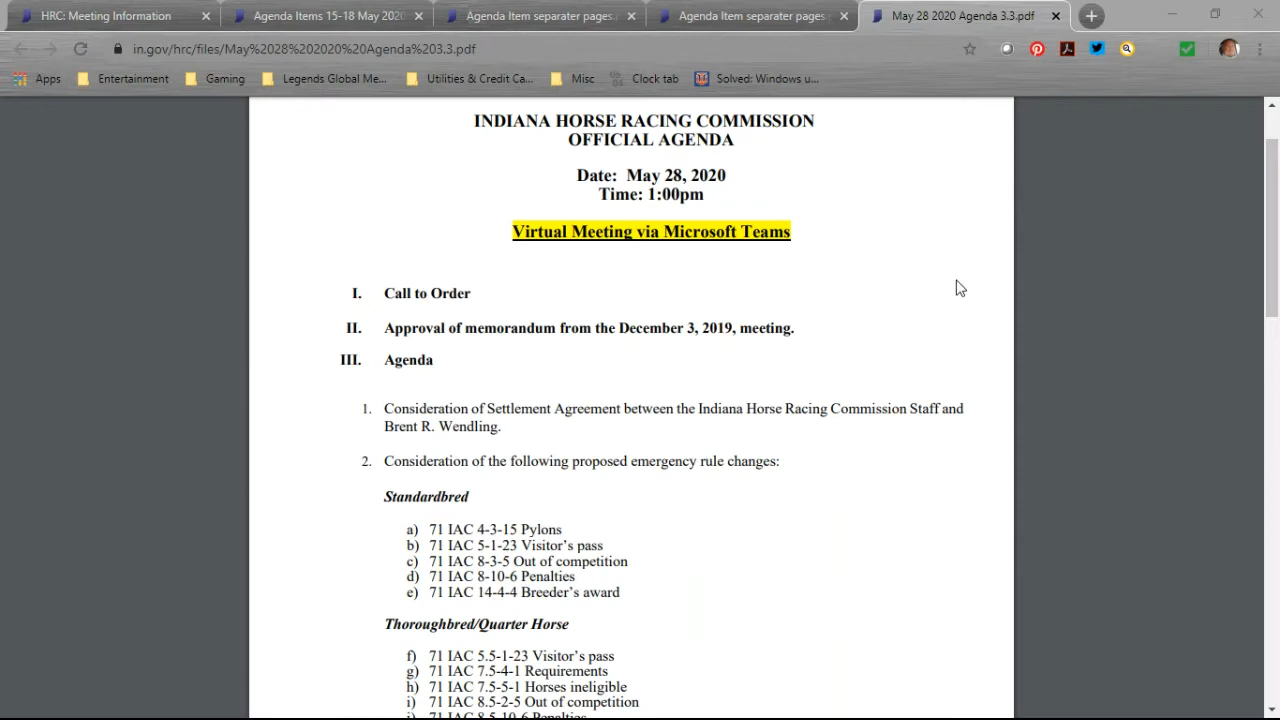 HRC: Meeting Information
Agenda Items 15-18 May 2020
Agenda Item separater pages
Agenda Item separater pages
May 28 2020 Agenda 3.3.pdf
in.gov/hrc/files/May%2028%202020%20Agenda%203.3.pdf
Apps
Entertainment
Gaming
Legends Global Me...
Utilities & Credit Ca...
Misc
Clock tab
Solved: Windows u...
INDIANA HORSE RACING COMMISSION
OFFICIAL AGENDA
Date: May 28, 2020
Time: 1:00pm
Virtual Meeting via Microsoft Teams
I. Call to Order
II. Approval of memorandum from the December 3, 2019, meeting.
III. Agenda
1. Consideration of Settlement Agreement between the Indiana Horse Racing Commission Staff and
Brent R. Wendling.
2. Consideration of the following proposed emergency rule changes:
Standardbred
a) 71 IAC 4-3-15 Pylons
b) 71 IAC 5-1-23 Visitor's pass
c) 71 IAC 8-3-5 Out of competition
d) 71 IAC 8-10-6 Penalties
e) 71 IAC 14-4-4 Breeder's award
Thoroughbred/Quarter Horse
f) 71 IAC 5.5-1-23 Visitor's pass
g) 71 IAC 7.5-4-1 Requirements
h) 71 IAC 7.5-5-1 Horses ineligible
i) 71 IAC 8.5-2-5 Out of competition
j) 71 IAC 8.5-10-6 Penalties